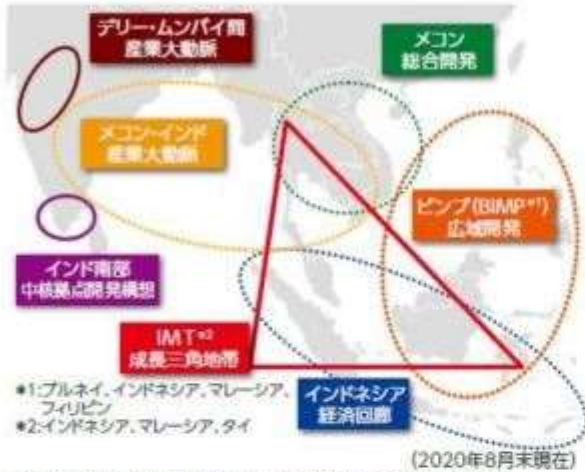 デリー・ムンバイ間
産業大動脈
メコン
総合開発
メコン・インド
産業大動脈
ビンプ(BIMP*1)
広域開発
インド南部
中核拠点開発構想
IMT*2
成長三角地帯
*1:ブルネイ、インドネシア、マレーシア、
フィリピン
*2:インドネシア、マレーシア、タイ
インドネシア
経済回廊
(2020年8月末現在)